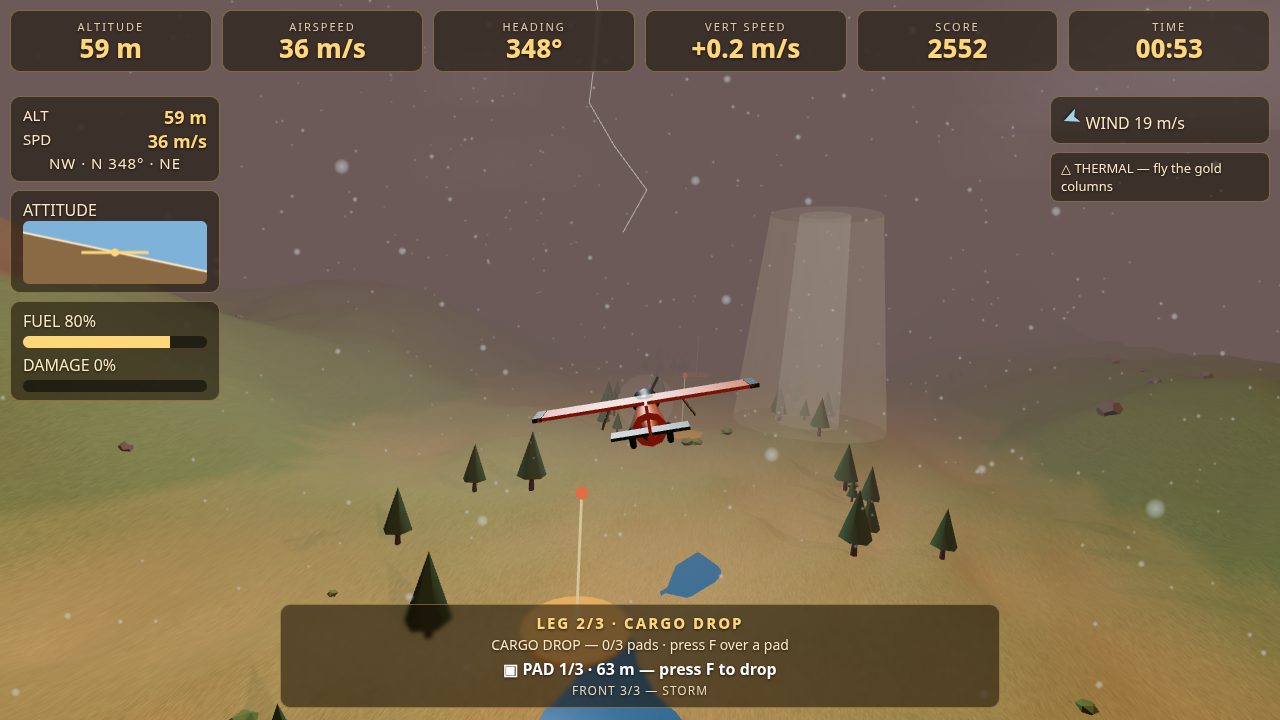 ALTITUDE
59 m
AIRSPEED
36 m/s
HEADING
348°
VERT SPEED
+0.2 m/s
SCORE
2552
TIME
00:53
ALT 59 m
SPD 36 m/s
NW · N 348° · NE
ATTITUDE
FUEL 80%
DAMAGE 0%
WIND 19 m/s
△ THERMAL — fly the gold
columns
LEG 2/3 · CARGO DROP
CARGO DROP — 0/3 pads · press F over a pad
▣ PAD 1/3 · 63 m — press F to drop
FRONT 3/3 — STORM